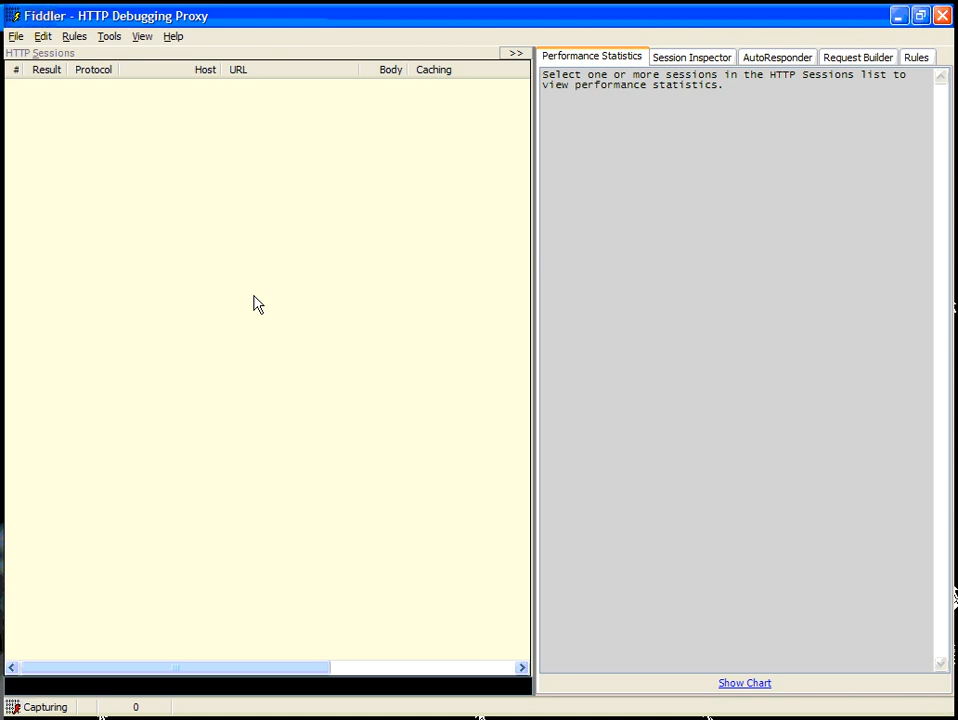 Fiddler - HTTP Debugging Proxy
File Edit Rules Tools View Help
HTTP Sessions >>
# Result Protocol Host URL Body Caching
Performance Statistics Session Inspector AutoResponder Request Builder Rules
Select one or more sessions in the HTTP Sessions list to
view performance statistics.
Show Chart
Capturing 0